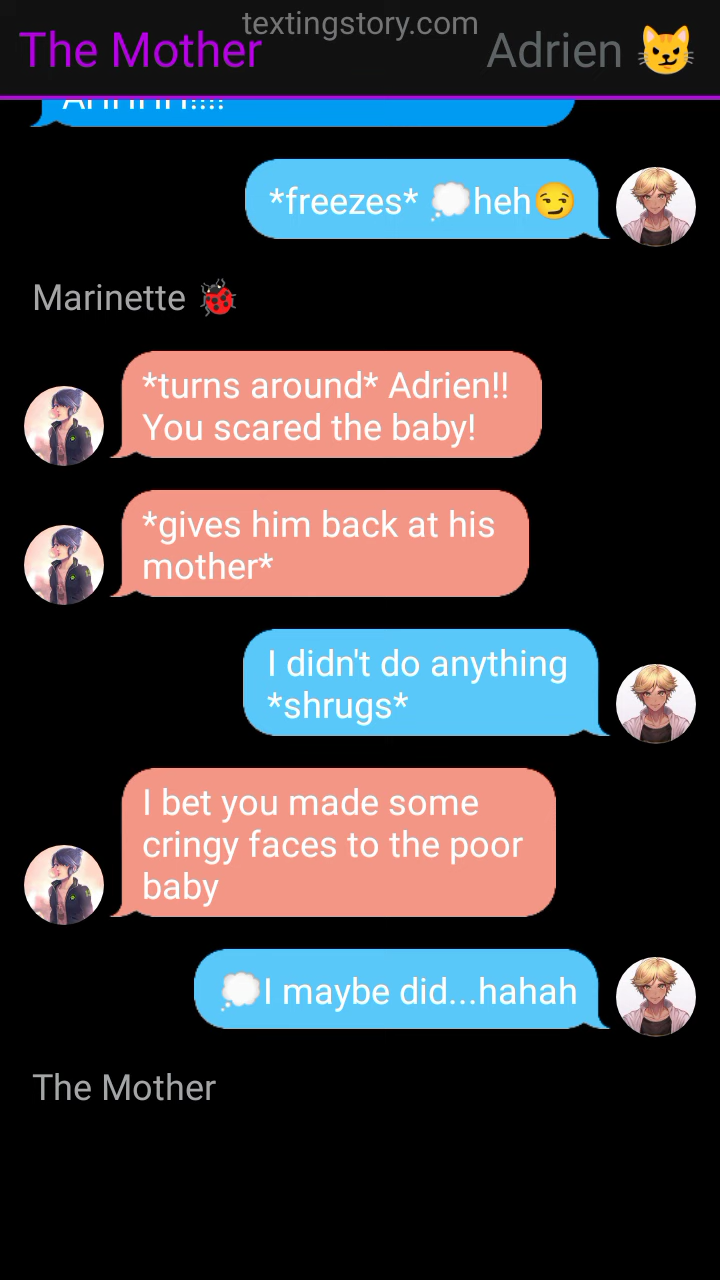 textingstory.com
The Mother
Adrien 😼
AHHHH!!!!
*freezes* 💭heh😏
Marinette 🐞
*turns around* Adrien!!
You scared the baby!
*gives him back at his
mother*
I didn't do anything
*shrugs*
I bet you made some
cringy faces to the poor
baby
💭I maybe did...hahah
The Mother